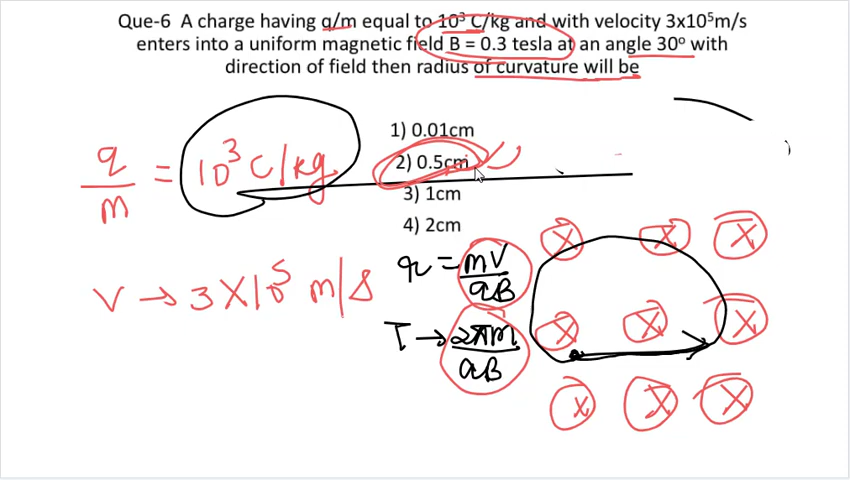 Que-6 A charge having q/m equal to 10³ C/kg and with velocity 3x10⁵m/s
enters into a uniform magnetic field B = 0.3 tesla at an angle 30º with
direction of field then radius of curvature will be
1) 0.01cm
2) 0.5cm
3) 1cm
4) 2cm
q/m = 10³ C/kg
V → 3 X 10⁵ m/s
r = mV/qB
T → 2πm/qB
X X X
X X X
X X X